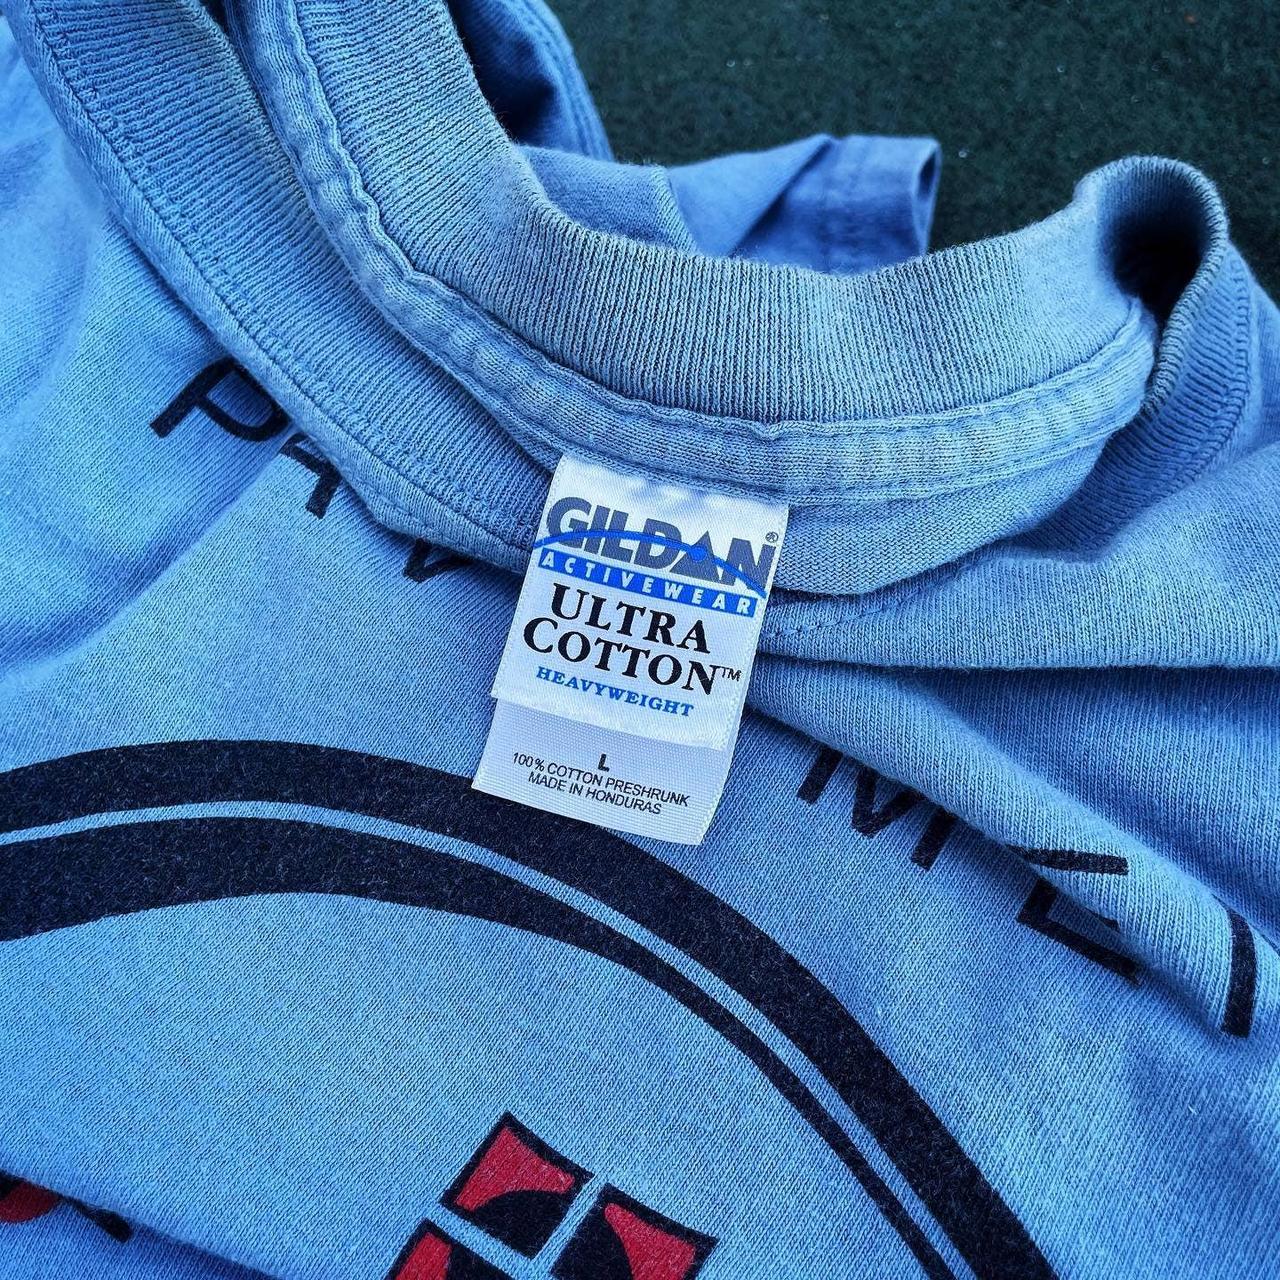 GILDAN®
ACTIVEWEAR
ULTRA
COTTON™
HEAVYWEIGHT
L
100% COTTON PRESHRUNK
MADE IN HONDURAS